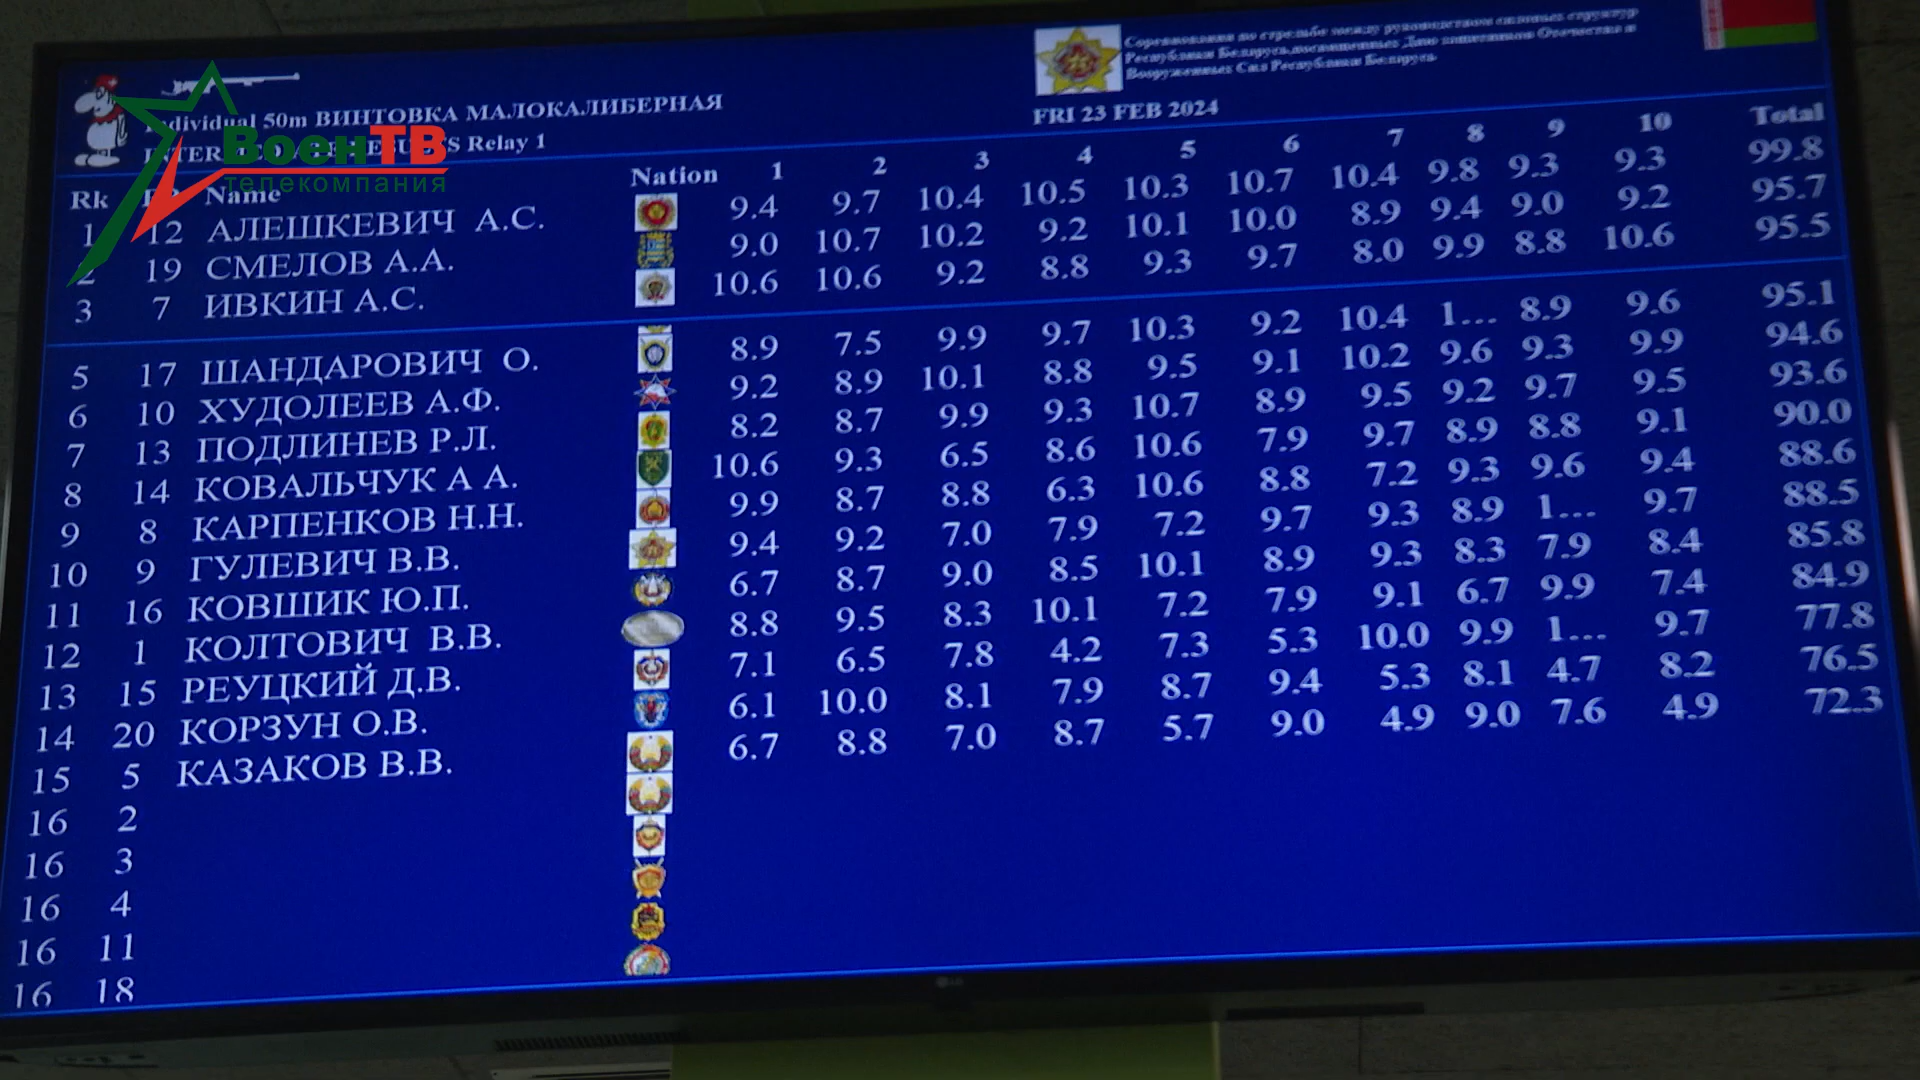 Соревнования по стрельбе между руководством силовых структур
Республики Беларусь, посвященных Дню защитников Отечества и
Вооруженных Сил Республики Беларусь
Individual 50m ВИНТОВКА МАЛОКАЛИБЕРНАЯ
FRI 23 FEB 2024
Relay 1
ВоенТВ
телекомпания
Rk Name Nation 1 2 3 4 5 6 7 8 9 10 Total
1 12 АЛЕШКЕВИЧ А.С. 9.4 9.7 10.4 10.5 10.3 10.7 10.4 9.8 9.3 9.3 99.8
2 19 СМЕЛОВ А.А. 9.0 10.7 10.2 9.2 10.1 10.0 8.9 9.4 9.0 9.2 95.7
3 7 ИВКИН А.С. 10.6 10.6 9.2 8.8 9.3 9.7 8.0 9.9 8.8 10.6 95.5
5 17 ШАНДАРОВИЧ О. 8.9 7.5 9.9 9.7 10.3 9.2 10.4 1... 8.9 9.6 95.1
6 10 ХУДОЛЕЕВ А.Ф. 9.2 8.9 10.1 8.8 9.5 9.1 10.2 9.6 9.3 9.9 94.6
7 13 ПОДЛИНЕВ Р.Л. 8.2 8.7 9.9 9.3 10.7 8.9 9.5 9.2 9.7 9.5 93.6
8 14 КОВАЛЬЧУК А А. 10.6 9.3 6.5 8.6 10.6 7.9 9.7 8.9 8.8 9.1 90.0
9 8 КАРПЕНКОВ Н.Н. 9.9 8.7 8.8 6.3 10.6 8.8 7.2 9.3 9.6 9.4 88.6
10 9 ГУЛЕВИЧ В.В. 9.4 9.2 7.0 7.9 7.2 9.7 9.3 8.9 1... 9.7 88.5
11 16 КОВШИК Ю.П. 6.7 8.7 9.0 8.5 10.1 8.9 9.3 8.3 7.9 8.4 85.8
12 1 КОЛТОВИЧ В.В. 8.8 9.5 8.3 10.1 7.2 7.9 9.1 6.7 9.9 7.4 84.9
13 15 РЕУЦКИЙ Д.В. 7.1 6.5 7.8 4.2 7.3 5.3 10.0 9.9 1... 9.7 77.8
14 20 КОРЗУН О.В. 6.1 10.0 8.1 7.9 8.7 9.4 5.3 8.1 4.7 8.2 76.5
15 5 КАЗАКОВ В.В. 6.7 8.8 7.0 8.7 5.7 9.0 4.9 9.0 7.6 4.9 72.3
16 2
16 3
16 4
16 11
16 18
LG